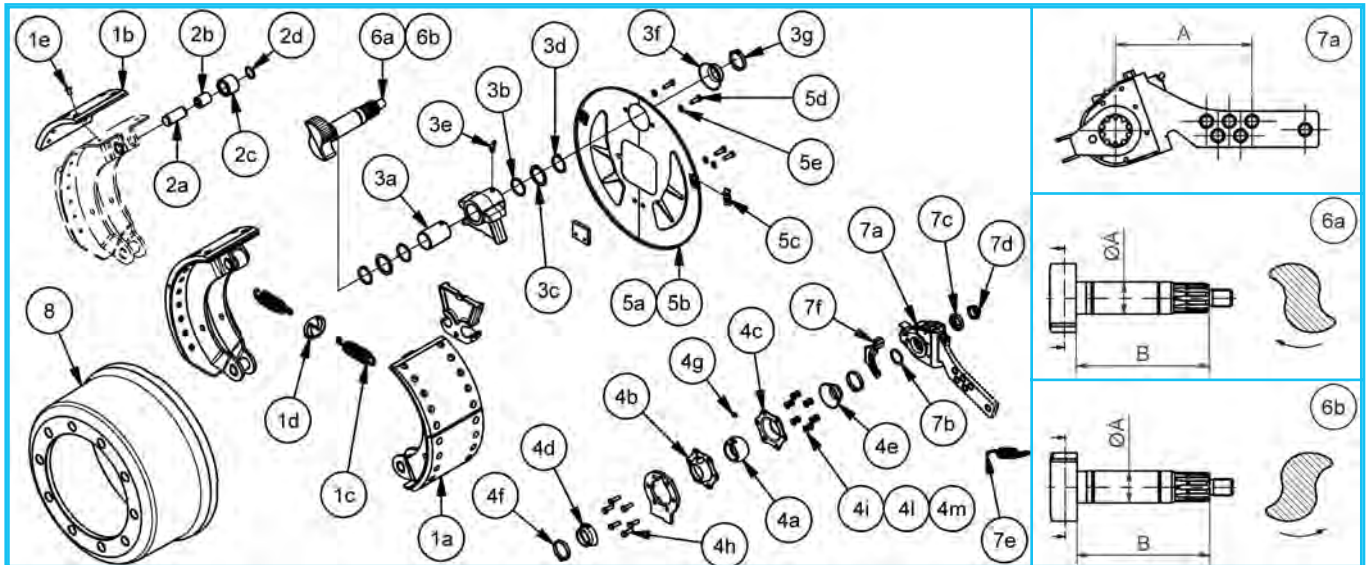 1e 1b 2b 2d
2a 2c
6a 6b
3d 3f 3g
3b 3e 5d
5e
3a
3c
5c
5a 5b
8
1d
1c
1a
7a 7c 7d
7f
4c
4g
4b
7b
4e
4d
4f
4a
4i 4l 4m
4h
7e
A
7a
6a
ØA
B
6b
ØA
B